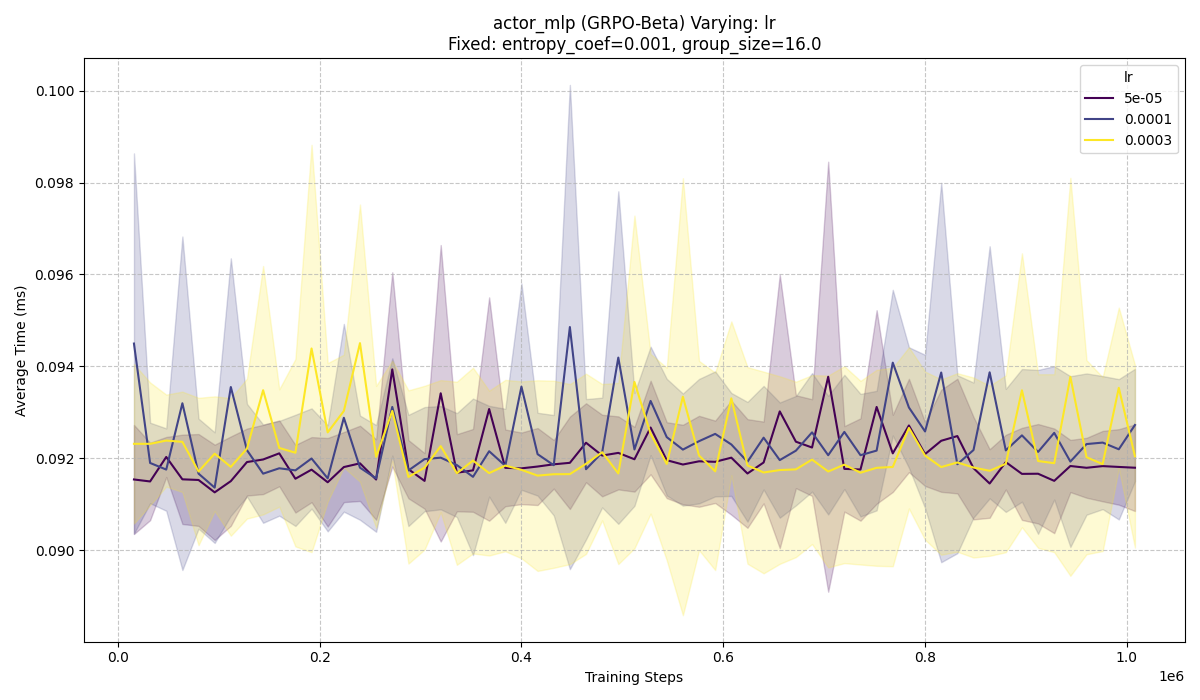 actor_mlp (GRPO-Beta) Varying: lr
Fixed: entropy_coef=0.001, group_size=16.0
lr
5e-05
0.0001
0.0003
Average Time (ms)
0.100
0.098
0.096
0.094
0.092
0.090
0.0
0.2
0.4
0.6
0.8
1.0
1e6
Training Steps